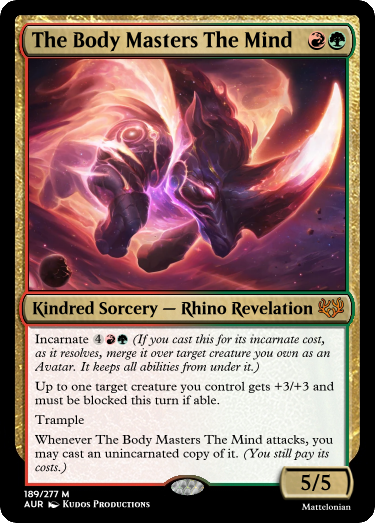 The Body Masters The Mind
Kindred Sorcery — Rhino Revelation
Incarnate 4 (If you cast this for its incarnate cost,
as it resolves, merge it over target creature you own as an
Avatar. It keeps all abilities from under it.)
Up to one target creature you control gets +3/+3 and
must be blocked this turn if able.
Trample
Whenever The Body Masters The Mind attacks, you
may cast an unincarnated copy of it. (You still pay its
costs.)
5/5
189/277 M
AUR Kudos Productions
Mattelonian